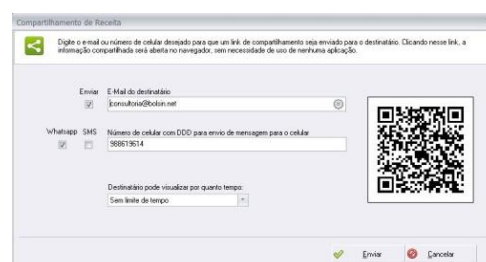 Compartilhamento de Receita
Digite o e-mail ou número de celular desejado para que um link de compartilhamento seja enviado para o destinatário. Clicando nesse link, a
informação compartilhada será aberta no navegador, sem necessidade de uso de nenhuma aplicação.
Enviar E-Mail do destinatário
consultoria@bolsin.net
Whatsapp SMS Número de celular com DDD para envio de mensagem para o celular
988619614
Destinatário pode visualizar por quanto tempo:
Sem limite de tempo
Enviar Cancelar